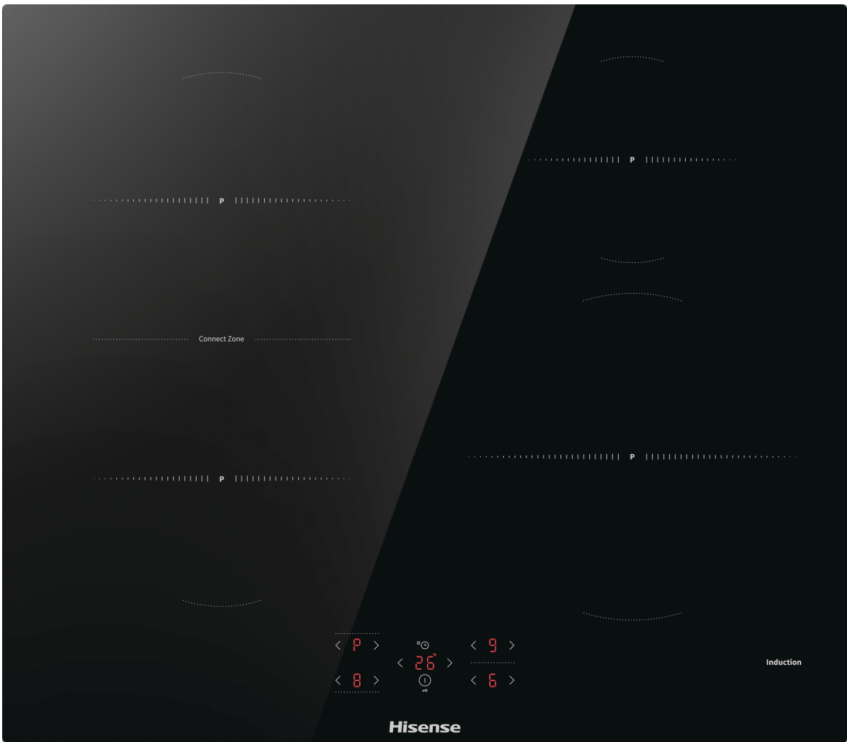 P
P
Connect Zone
P
P
< P >
< 9 >
< 26 >
< 8 >
< 6 >
Induction
Hisense